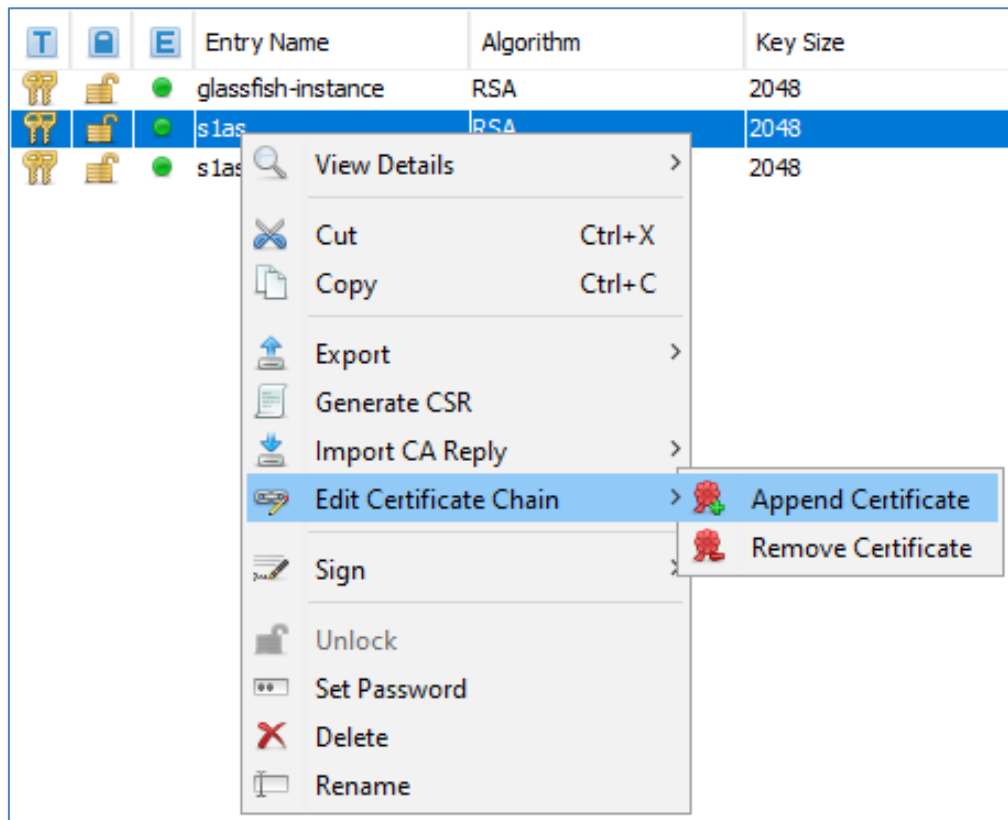 T E Entry Name Algorithm Key Size
glassfish-instance RSA 2048
s1as RSA 2048
s1as 2048
View Details
Cut Ctrl+X
Copy Ctrl+C
Export
Generate CSR
Import CA Reply
Edit Certificate Chain
Append Certificate
Remove Certificate
Sign
Unlock
Set Password
Delete
Rename